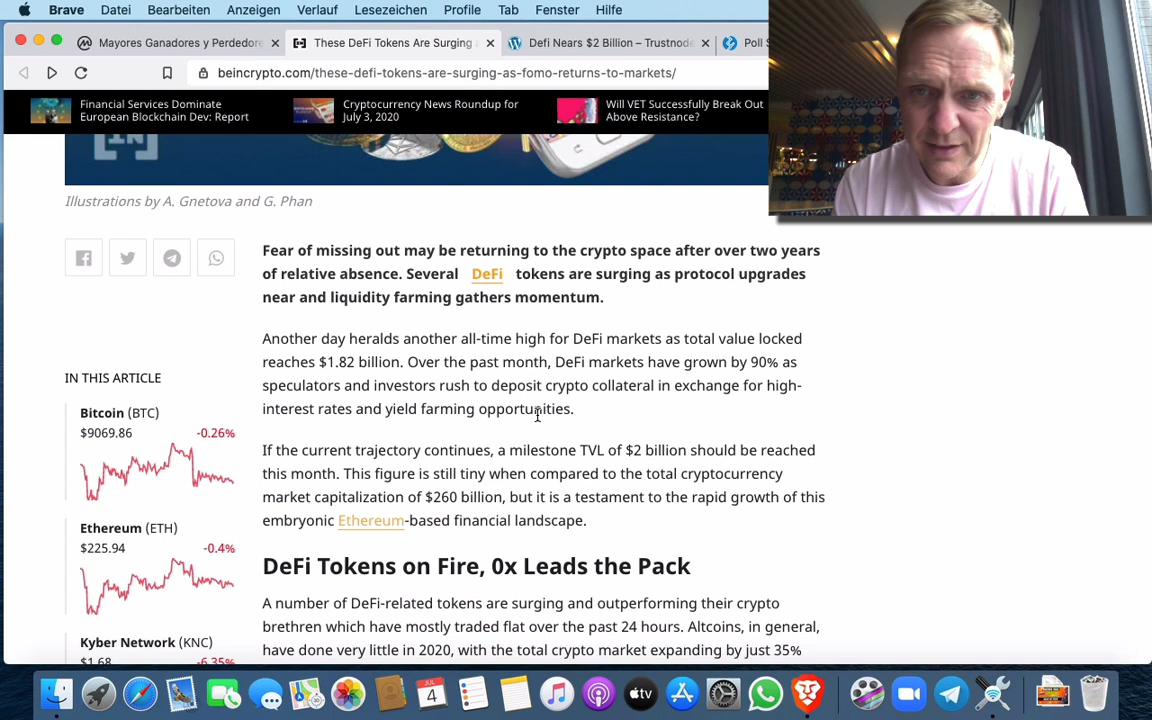 Brave Datei Bearbeiten Anzeigen Verlauf Lesezeichen Profile Tab Fenster Hilfe
Mayores Ganadores y Perdedore
These DeFi Tokens Are Surging
Defi Nears $2 Billion – Trustnode
Poll S
beincrypto.com/these-defi-tokens-are-surging-as-fomo-returns-to-markets/
Financial Services Dominate
European Blockchain Dev: Report
Cryptocurrency News Roundup for
July 3, 2020
Will VET Successfully Break Out
Above Resistance?
[IN]
Illustrations by A. Gnetova and G. Phan
Fear of missing out may be returning to the crypto space after over two years
of relative absence. Several DeFi tokens are surging as protocol upgrades
near and liquidity farming gathers momentum.
Another day heralds another all-time high for DeFi markets as total value locked
reaches $1.82 billion. Over the past month, DeFi markets have grown by 90% as
speculators and investors rush to deposit crypto collateral in exchange for high-
interest rates and yield farming opportunities.
IN THIS ARTICLE
Bitcoin (BTC)
$9069.86 -0.26%
Ethereum (ETH)
$225.94 -0.4%
Kyber Network (KNC)
$1.68 -6.35%
If the current trajectory continues, a milestone TVL of $2 billion should be reached
this month. This figure is still tiny when compared to the total cryptocurrency
market capitalization of $260 billion, but it is a testament to the rapid growth of this
embryonic Ethereum-based financial landscape.
DeFi Tokens on Fire, 0x Leads the Pack
A number of DeFi-related tokens are surging and outperforming their crypto
brethren which have mostly traded flat over the past 24 hours. Altcoins, in general,
have done very little in 2020, with the total crypto market expanding by just 35%
4
tv